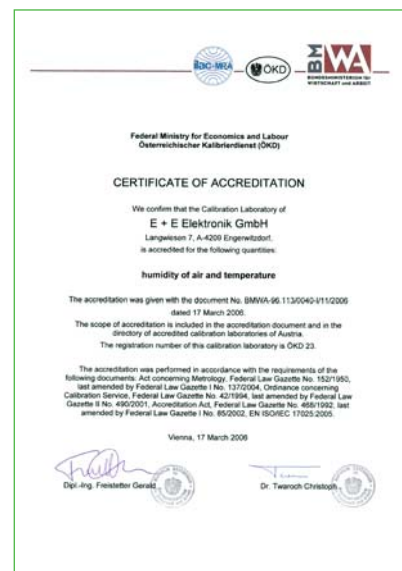 ilac-MRA
ÖKD
BM
WA
BUNDESMINISTERIUM für
WIRTSCHAFT und ARBEIT
Federal Ministry for Economics and Labour
Österreichischer Kalibrierdienst (ÖKD)
CERTIFICATE OF ACCREDITATION
We confirm that the Calibration Laboratory of
E + E Elektronik GmbH
Langwiesen 7, A-4209 Engerwitzdorf.
is accredited for the following quantities:
humidity of air and temperature
The accreditation was given with the document No. BMWA-96.113/0040-I/11/2006
dated 17 March 2006.
The scope of accreditation is included in the accreditation document and in the
directory of accredited calibration laboratories of Austria.
The registration number of this calibration laboratory is ÖKD 23.
The accreditation was performed in accordance with the requirements of the
following documents: Act concerning Metrology, Federal Law Gazette No. 152/1950,
last amended by Federal Law Gazette I No. 137/2004, Ordinance concerning
Calibration Service, Federal Law Gazette No. 42/1994, last amended by Federal Law
Gazette II No. 490/2001, Accreditation Act, Federal Law Gazette No. 468/1992, last
amended by Federal Law Gazette I No. 85/2002, EN ISO/IEC 17025:2005.
Vienna, 17 March 2006
Dipl.-Ing. Freistetter Gerald
Dr. Twaroch Christoph